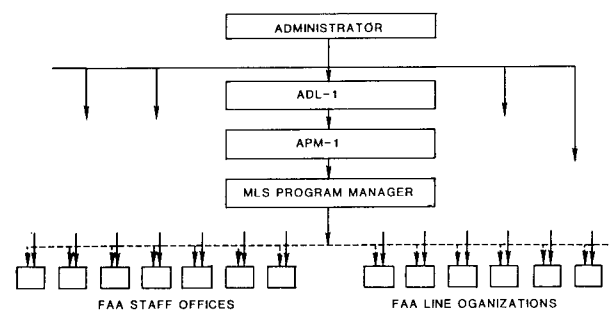 ADMINISTRATOR
ADL-1
APM-1
MLS PROGRAM MANAGER
FAA STAFF OFFICES
FAA LINE OGANIZATIONS